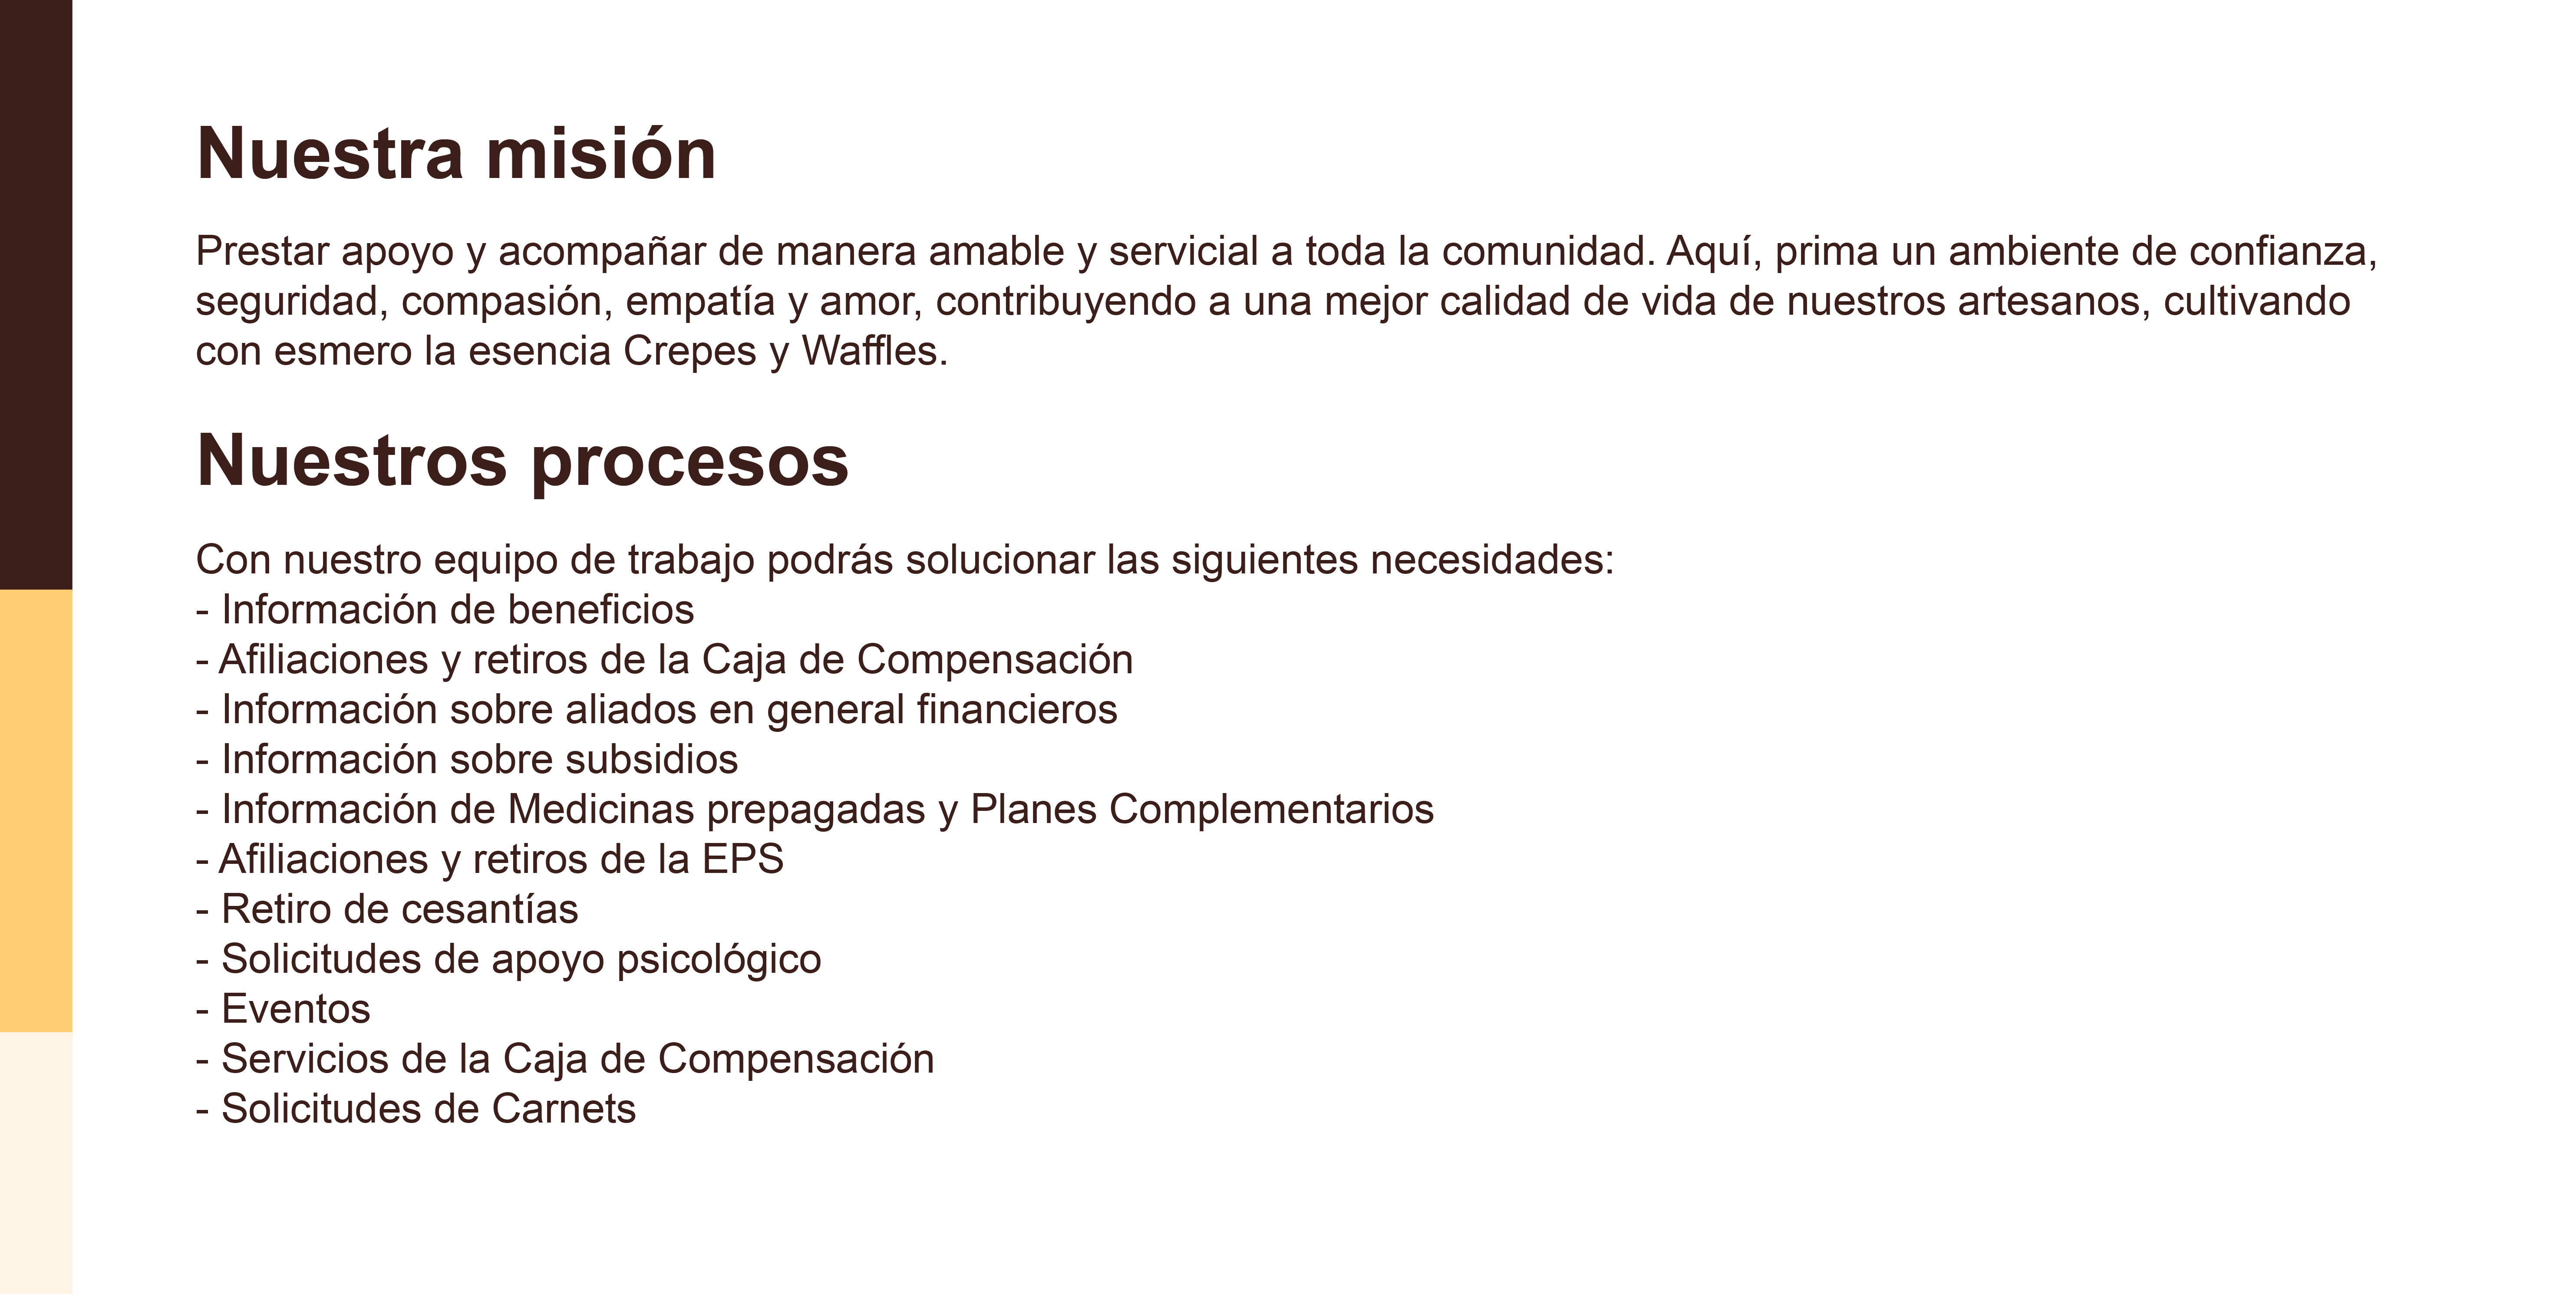 Nuestra misión
Prestar apoyo y acompañar de manera amable y servicial a toda la comunidad. Aquí, prima un ambiente de confianza,
seguridad, compasión, empatía y amor, contribuyendo a una mejor calidad de vida de nuestros artesanos, cultivando
con esmero la esencia Crepes y Waffles.
Nuestros procesos
Con nuestro equipo de trabajo podrás solucionar las siguientes necesidades:
- Información de beneficios
- Afiliaciones y retiros de la Caja de Compensación
- Información sobre aliados en general financieros
- Información sobre subsidios
- Información de Medicinas prepagadas y Planes Complementarios
- Afiliaciones y retiros de la EPS
- Retiro de cesantías
- Solicitudes de apoyo psicológico
- Eventos
- Servicios de la Caja de Compensación
- Solicitudes de Carnets